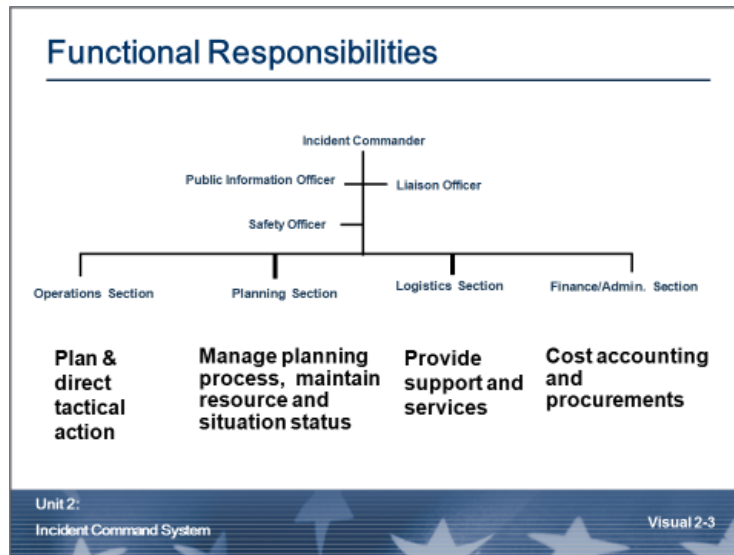 Functional Responsibilities
Incident Commander
Public Information Officer
Liaison Officer
Safety Officer
Operations Section
Planning Section
Logistics Section
Finance/Admin. Section
Plan &
direct
tactical
action
Manage planning
process, maintain
resource and
situation status
Provide
support and
services
Cost accounting
and
procurements
Unit 2:
Incident Command System
Visual 2-3